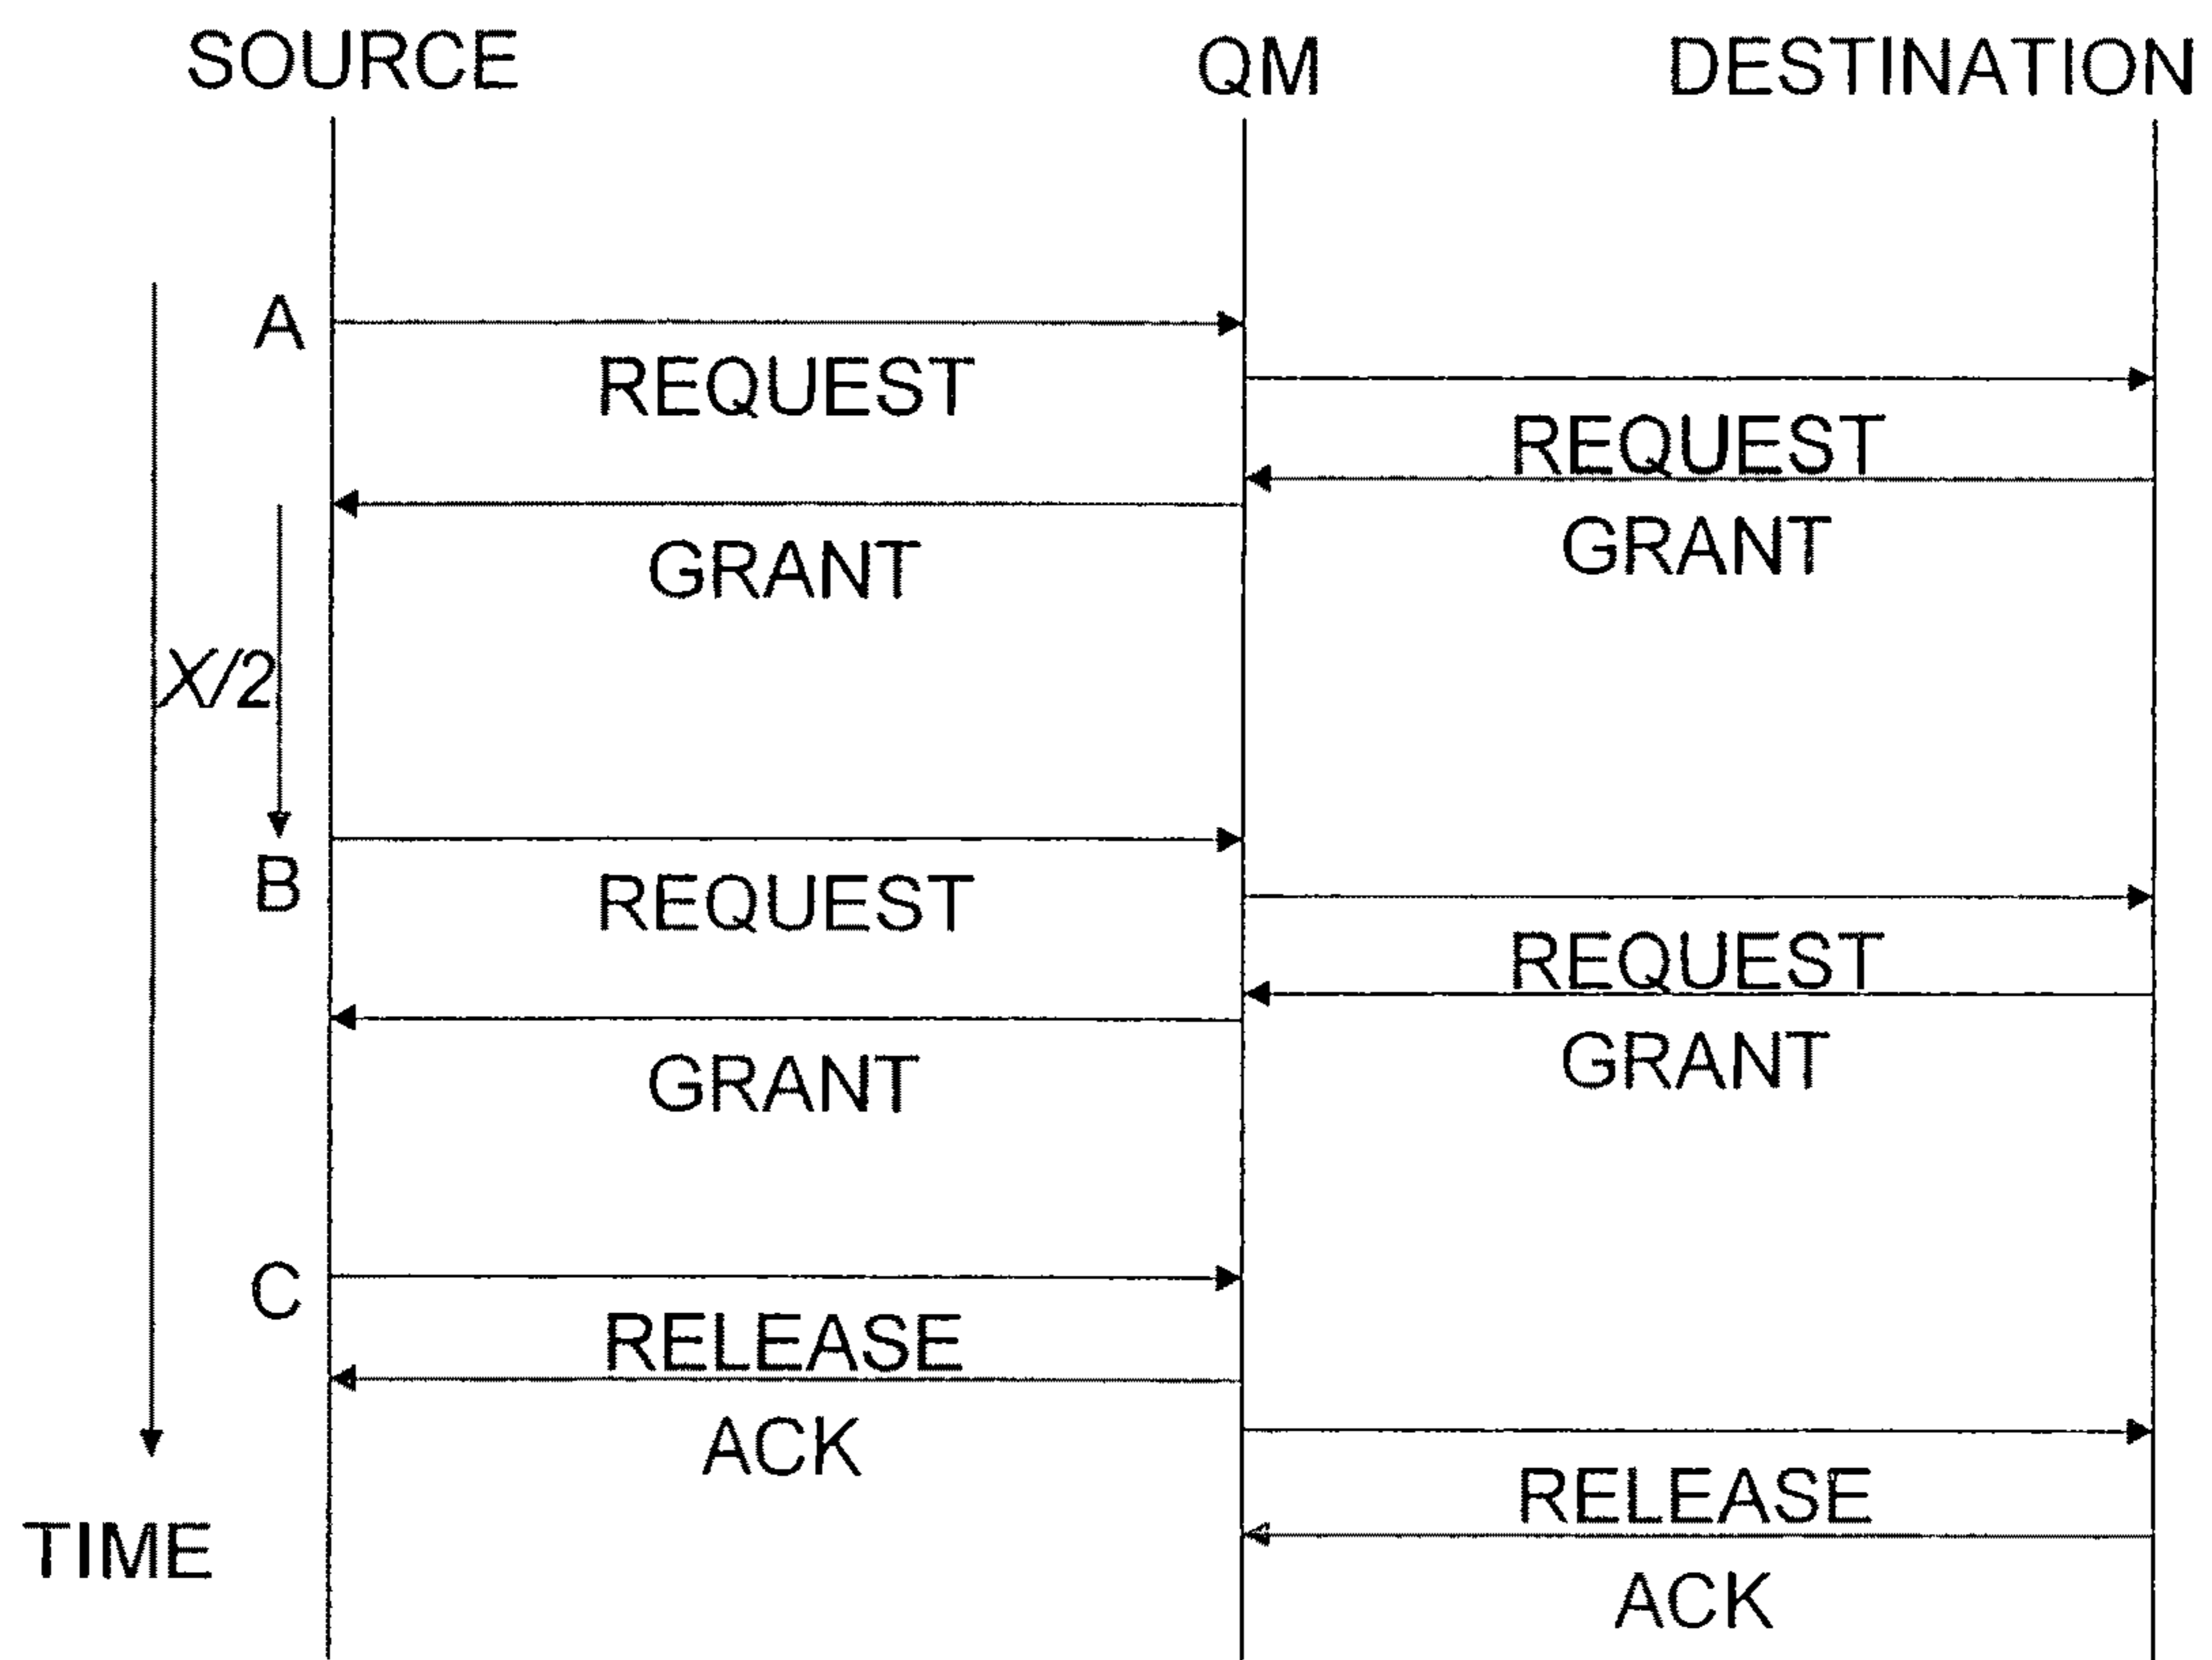 SOURCE QM DESTINATION
A
REQUEST
REQUEST
GRANT
GRANT
X/2
B
REQUEST
REQUEST
GRANT
GRANT
C
RELEASE
ACK
RELEASE
TIME
ACK